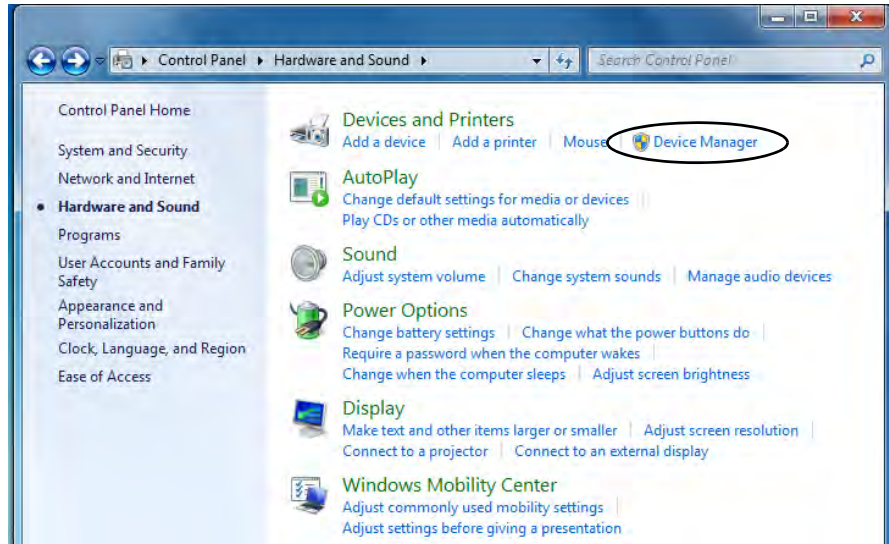 Control Panel ▸ Hardware and Sound ▸
Search Control Panel
Control Panel Home
System and Security
Network and Internet
Hardware and Sound
Programs
User Accounts and Family
Safety
Appearance and
Personalization
Clock, Language, and Region
Ease of Access
Devices and Printers
Add a device | Add a printer | Mouse | Device Manager
AutoPlay
Change default settings for media or devices
Play CDs or other media automatically
Sound
Adjust system volume | Change system sounds | Manage audio devices
Power Options
Change battery settings | Change what the power buttons do
Require a password when the computer wakes
Change when the computer sleeps | Adjust screen brightness
Display
Make text and other items larger or smaller | Adjust screen resolution
Connect to a projector | Connect to an external display
Windows Mobility Center
Adjust commonly used mobility settings
Adjust settings before giving a presentation